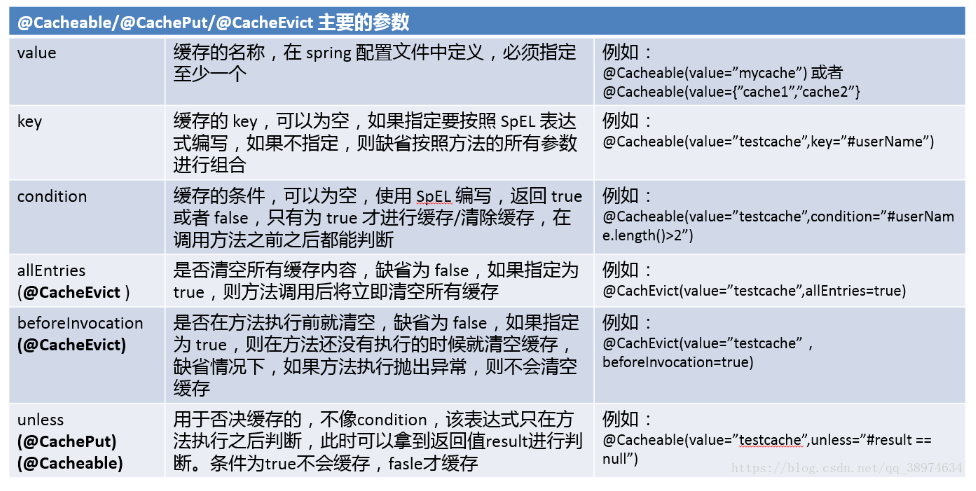 @Cacheable/@CachePut/@CacheEvict 主要的参数
value
缓存的名称，在 spring 配置文件中定义，必须指定
至少一个
例如：
@Cacheable(value=”mycache”) 或者
@Cacheable(value={”cache1”,”cache2”}
key
缓存的 key，可以为空，如果指定要按照 SpEL 表达
式编写，如果不指定，则缺省按照方法的所有参数
进行组合
例如：
@Cacheable(value=”testcache”,key=”#userName”)
condition
缓存的条件，可以为空，使用 SpEL 编写，返回 true
或者 false，只有为 true 才进行缓存/清除缓存，在
调用方法之前之后都能判断
例如：
@Cacheable(value=”testcache”,condition=”#userNam
e.length()>2”)
allEntries
(@CacheEvict )
是否清空所有缓存内容，缺省为 false，如果指定为
true，则方法调用后将立即清空所有缓存
例如：
@CachEvict(value=”testcache”,allEntries=true)
beforeInvocation
(@CacheEvict)
是否在方法执行前就清空，缺省为 false，如果指定
为 true，则在方法还没有执行的时候就清空缓存，
缺省情况下，如果方法执行抛出异常，则不会清空
缓存
例如：
@CachEvict(value=”testcache”，
beforeInvocation=true)
unless
(@CachePut)
(@Cacheable)
用于否决缓存的，不像condition，该表达式只在方
法执行之后判断，此时可以拿到返回值result进行判
断。条件为true不会缓存，fasle才缓存
例如：
@Cacheable(value=”testcache”,unless=”#result ==
null”)
https://blog.csdn.net/qq_38974634